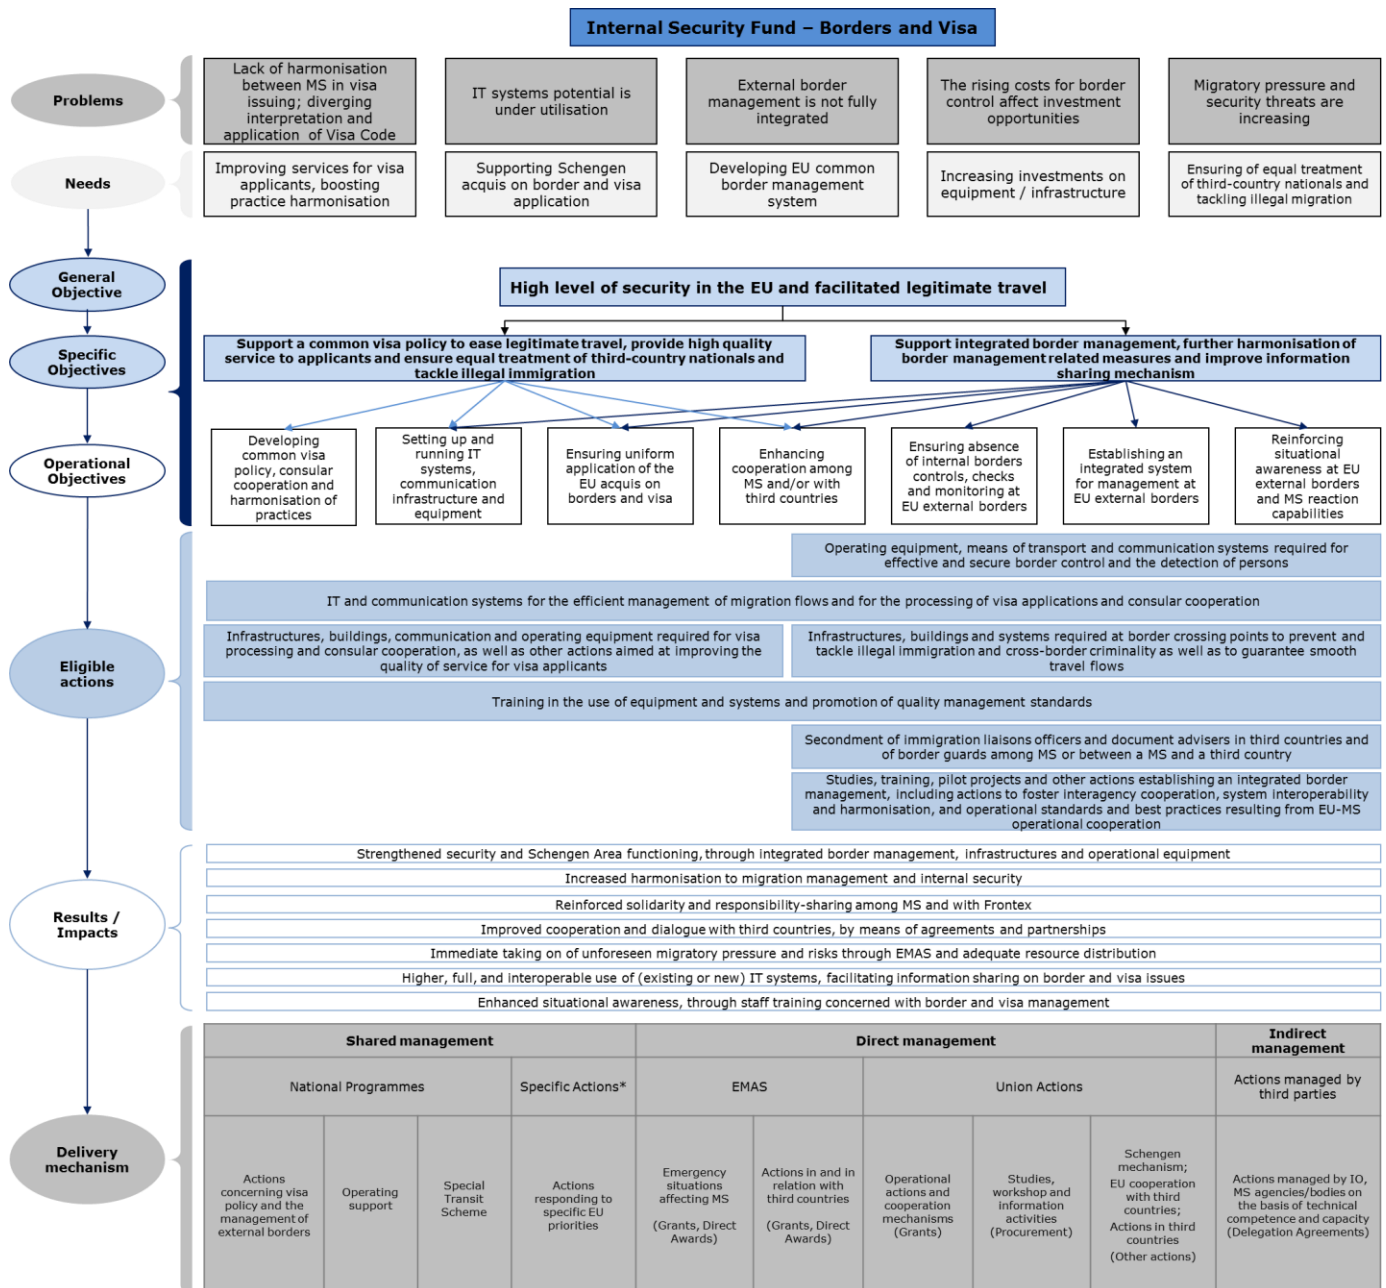 Internal Security Fund – Borders and Visa
Problems
Lack of harmonisation
between MS in visa
issuing; diverging
interpretation and
application of Visa Code
IT systems potential is
under utilisation
External border
management is not fully
integrated
The rising costs for border
control affect investment
opportunities
Migratory pressure and
security threats are
increasing
Needs
Improving services for visa
applicants, boosting
practice harmonisation
Supporting Schengen
acquis on border and visa
application
Developing EU common
border management
system
Increasing investments on
equipment / infrastructure
Ensuring of equal treatment
of third-country nationals and
tackling illegal migration
General
Objective
High level of security in the EU and facilitated legitimate travel
Specific
Objectives
Support a common visa policy to ease legitimate travel, provide high quality
service to applicants and ensure equal treatment of third-country nationals and
tackle illegal immigration
Support integrated border management, further harmonisation of
border management related measures and improve information
sharing mechanism
Operational
Objectives
Developing
common visa
policy, consular
cooperation and
harmonisation of
practices
Setting up and
running IT
systems,
communication
infrastructure and
equipment
Ensuring uniform
application of the
EU acquis on
borders and visa
Enhancing
cooperation among
MS and/or with
third countries
Ensuring absence
of internal borders
controls, checks
and monitoring at
EU external borders
Establishing an
integrated system
for management at
EU external borders
Reinforcing
situational
awareness at EU
external borders
and MS reaction
capabilities
Eligible
actions
Operating equipment, means of transport and communication systems required for
effective and secure border control and the detection of persons
IT and communication systems for the efficient management of migration flows and for the processing of visa applications and consular cooperation
Infrastructures, buildings, communication and operating equipment required for visa
processing and consular cooperation, as well as other actions aimed at improving the
quality of service for visa applicants
Infrastructures, buildings and systems required at border crossing points to prevent and
tackle illegal immigration and cross-border criminality as well as to guarantee smooth
travel flows
Training in the use of equipment and systems and promotion of quality management standards
Secondment of immigration liaisons officers and document advisers in third countries and
of border guards among MS or between a MS and a third country
Studies, training, pilot projects and other actions establishing an integrated border
management, including actions to foster interagency cooperation, system interoperability
and harmonisation, and operational standards and best practices resulting from EU-MS
operational cooperation
Results /
Impacts
Strengthened security and Schengen Area functioning, through integrated border management, infrastructures and operational equipment
Increased harmonisation to migration management and internal security
Reinforced solidarity and responsibility-sharing among MS and with Frontex
Improved cooperation and dialogue with third countries, by means of agreements and partnerships
Immediate taking on of unforeseen migratory pressure and risks through EMAS and adequate resource distribution
Higher, full, and interoperable use of (existing or new) IT systems, facilitating information sharing on border and visa issues
Enhanced situational awareness, through staff training concerned with border and visa management
Delivery
mechanism
Shared management
Direct management
Indirect
management
National Programmes
Specific Actions*
EMAS
Union Actions
Actions managed by
third parties
Actions
concerning visa
policy and the
management of
external borders
Operating
support
Special
Transit
Scheme
Actions
responding to
specific EU
priorities
Emergency
situations
affecting MS
(Grants, Direct
Awards)
Actions in and in
relation with
third countries
(Grants, Direct
Awards)
Operational
actions and
cooperation
mechanisms
(Grants)
Studies,
workshop and
information
activities
(Procurement)
Schengen
mechanism;
EU cooperation
with third
countries;
Actions in third
countries
(Other actions)
Actions managed by IO,
MS agencies/bodies on
the basis of technical
competence and capacity
(Delegation Agreements)